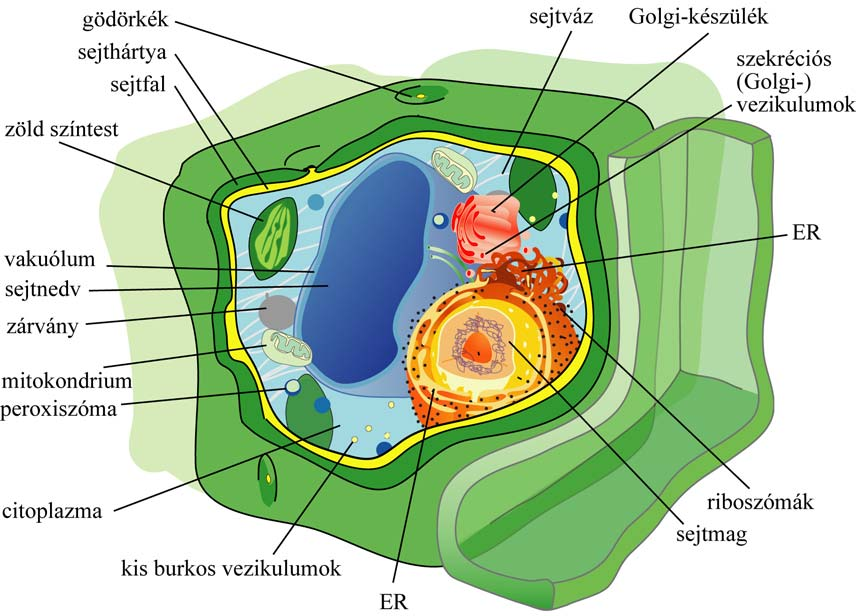 gödörkék
sejthártya
sejtfal
zöld színtest
vakuólum
sejtnedv
zárvány
mitokondrium
peroxiszóma
citoplazma
kis burkos vezikulumok
ER
sejtváz
Golgi-készülék
szekréciós
(Golgi-)
vezikulumok
ER
riboszómák
sejtmag